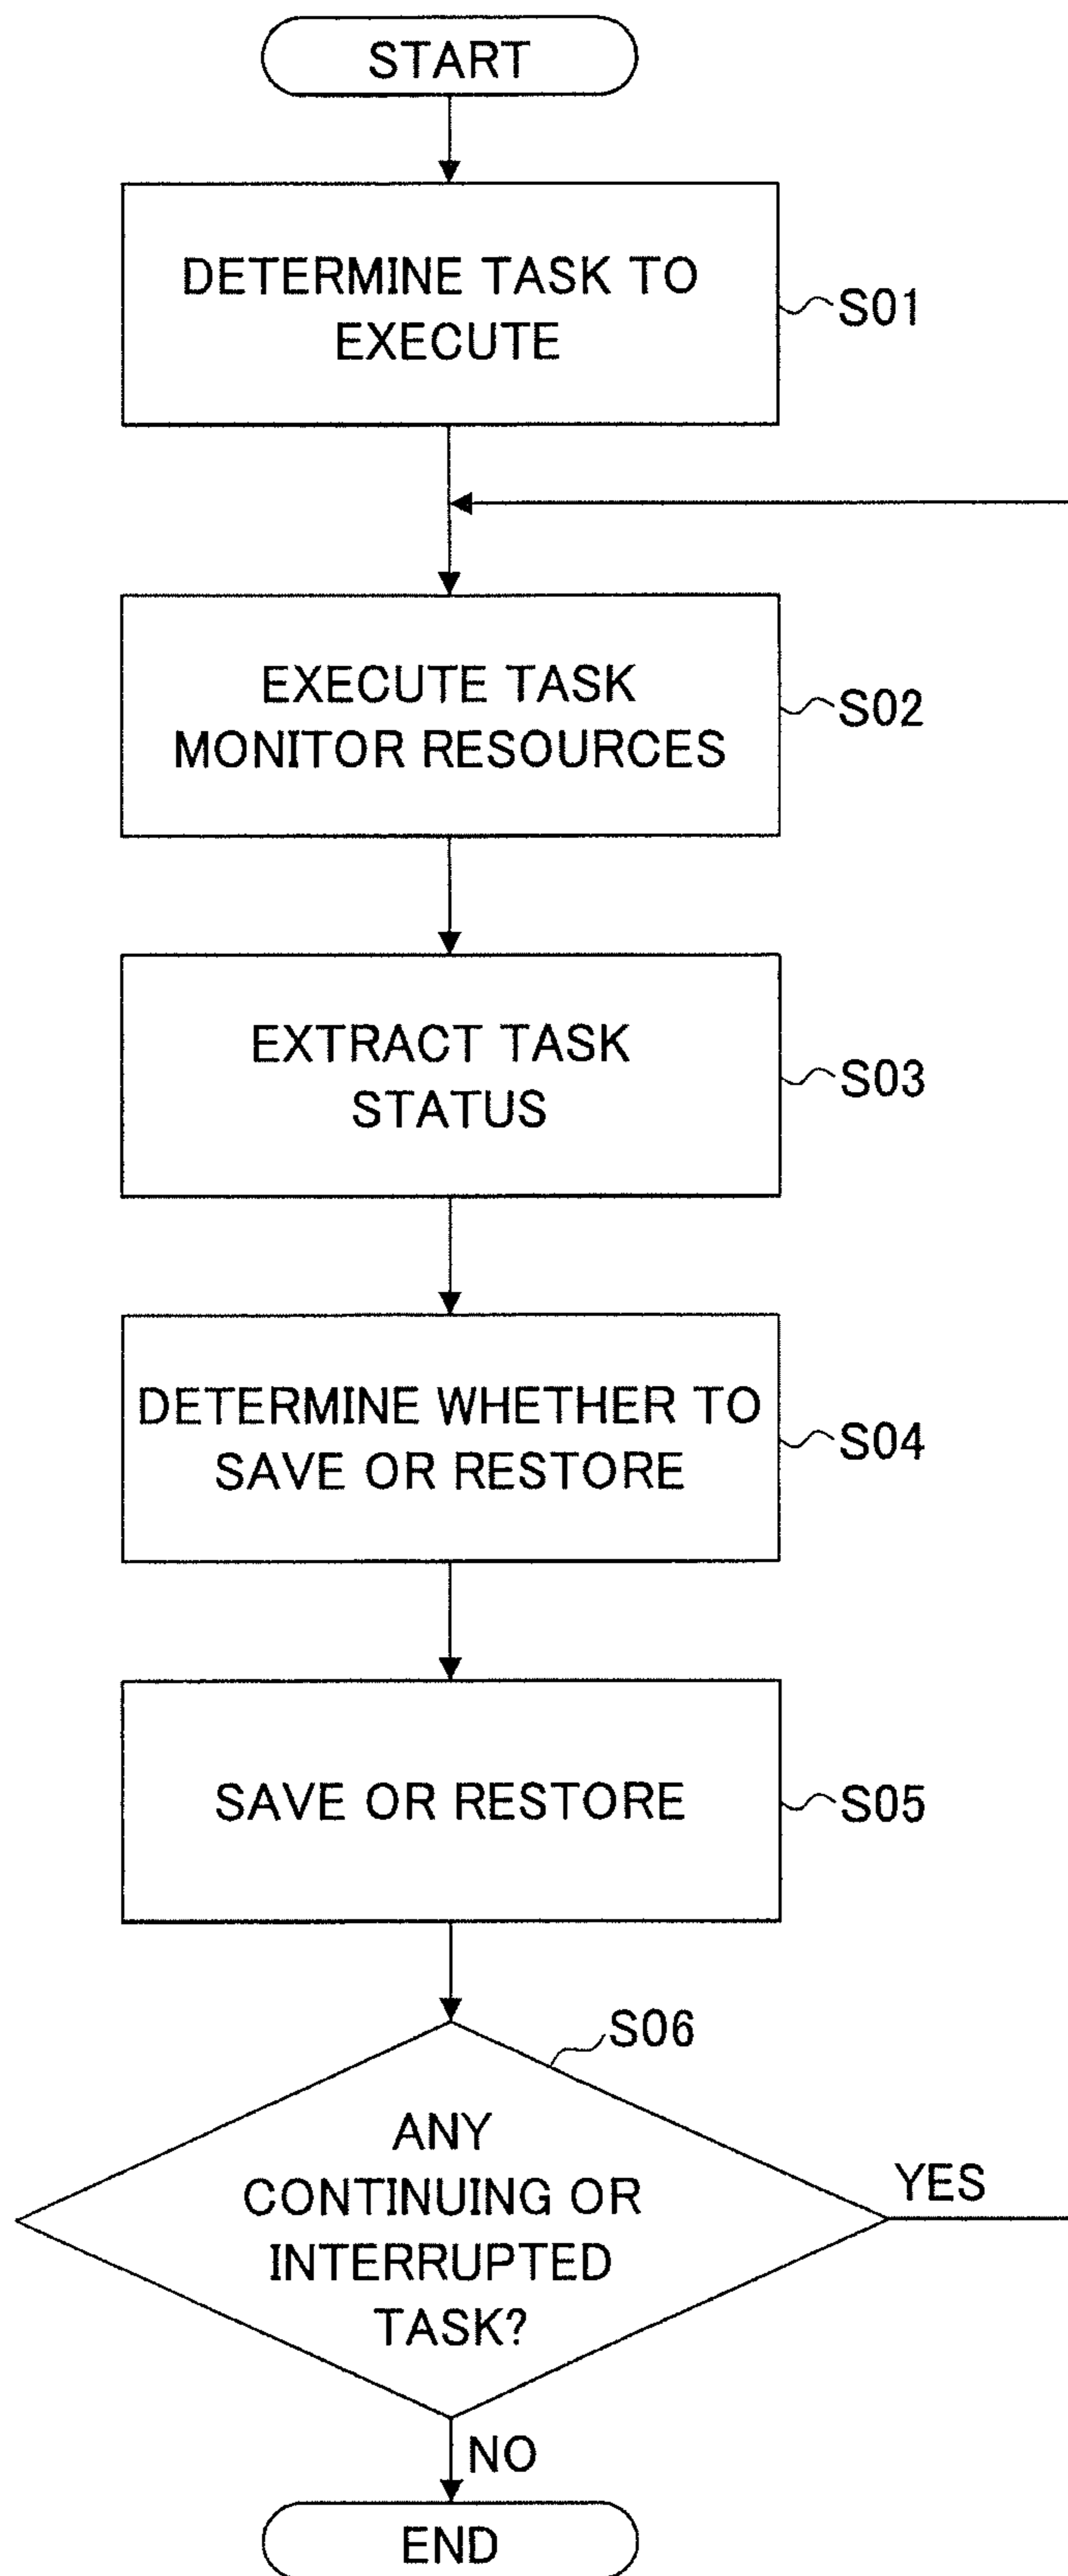 START
DETERMINE TASK TO
EXECUTE
S01
EXECUTE TASK
MONITOR RESOURCES
S02
EXTRACT TASK
STATUS
S03
DETERMINE WHETHER TO
SAVE OR RESTORE
S04
SAVE OR RESTORE
S05
S06
ANY
CONTINUING OR
INTERRUPTED
TASK?
YES
NO
END